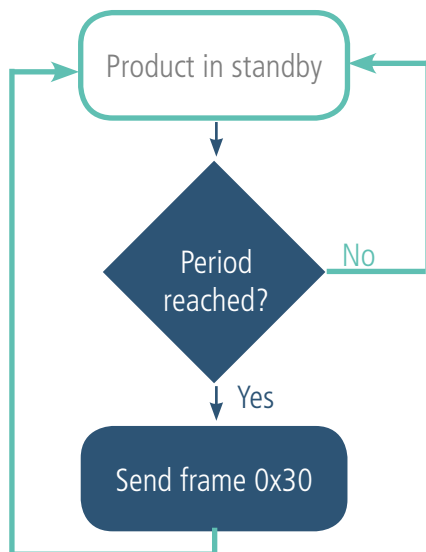 Product in standby
Period
reached?
No
Yes
Send frame 0x30